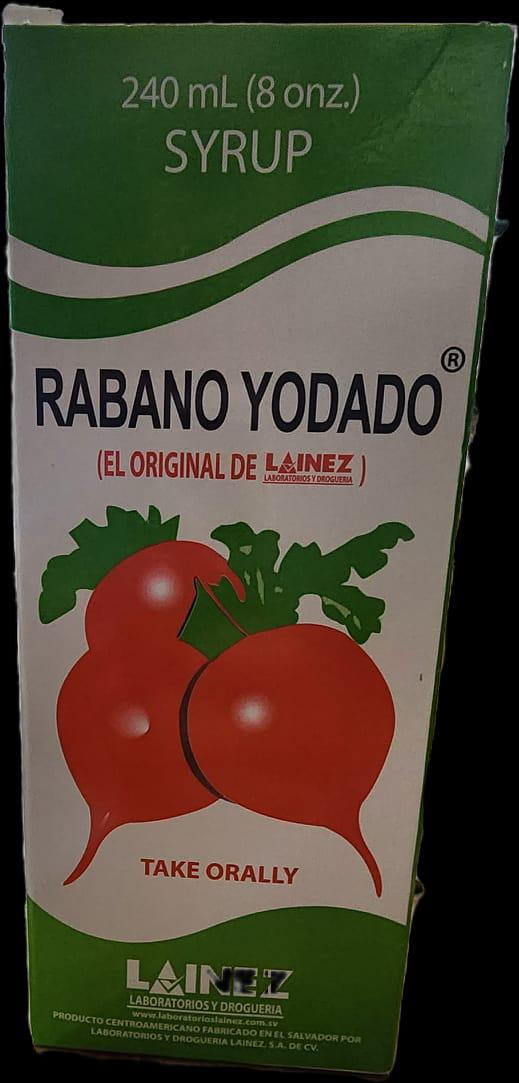 240 mL (8 onz.)
SYRUP
RABANO YODADO®
(EL ORIGINAL DE LAINEZ)
LABORATORIOS Y DROGUERIA
TAKE ORALLY
LAINEZ
LABORATORIOS Y DROGUERIA
www.laboratorioslainez.com.sv
PRODUCTO CENTROAMERICANO FABRICADO EN EL SALVADOR POR
LABORATORIOS Y DROGUERIA LAINEZ, S.A. DE CV.